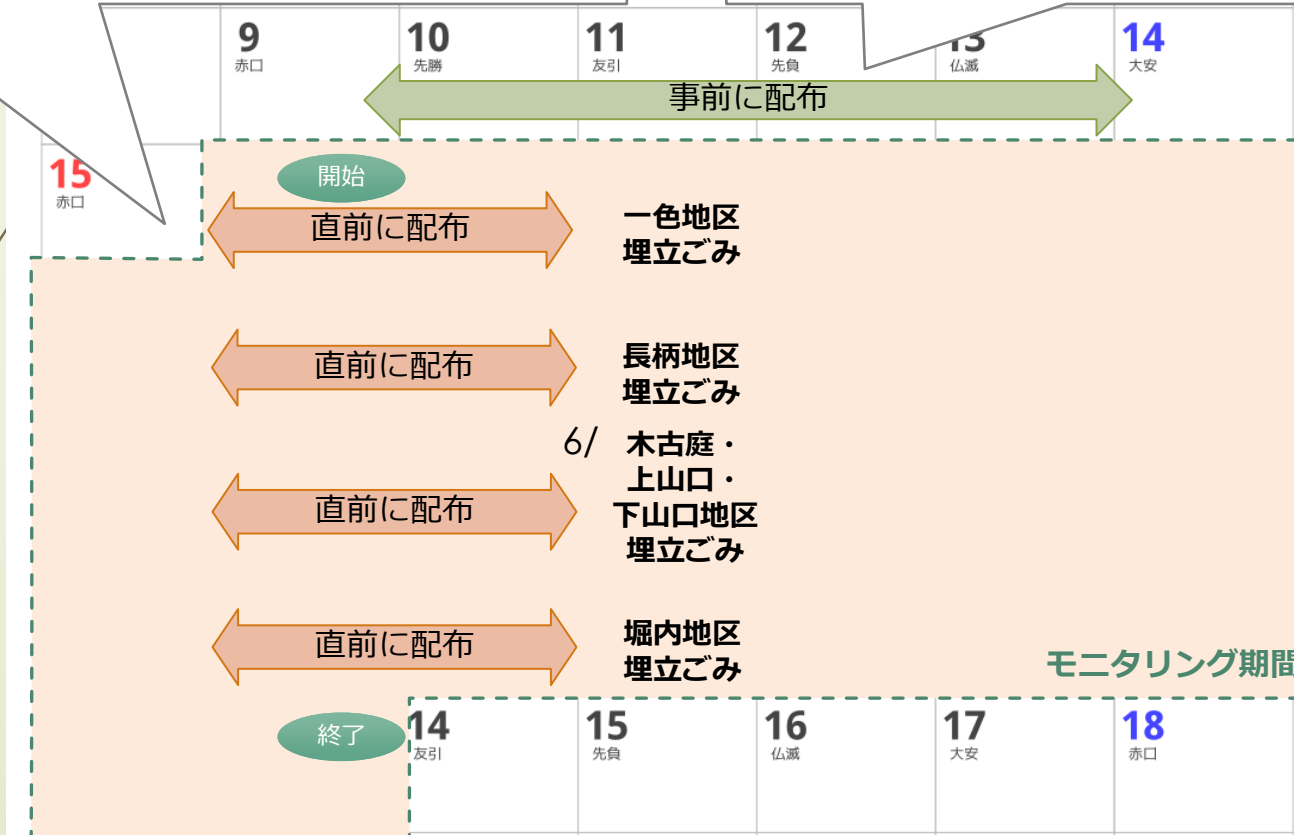 9
赤口
10
先勝
11
友引
12
先負
13
仏滅
14
大安
事前に配布
15
赤口
開始
直前に配布
一色地区
埋立ごみ
直前に配布
長柄地区
埋立ごみ
6/
木古庭・
上山口・
下山口地区
埋立ごみ
直前に配布
直前に配布
堀内地区
埋立ごみ
モニタリング期間
終了
14
友引
15
先負
16
仏滅
17
大安
18
赤口